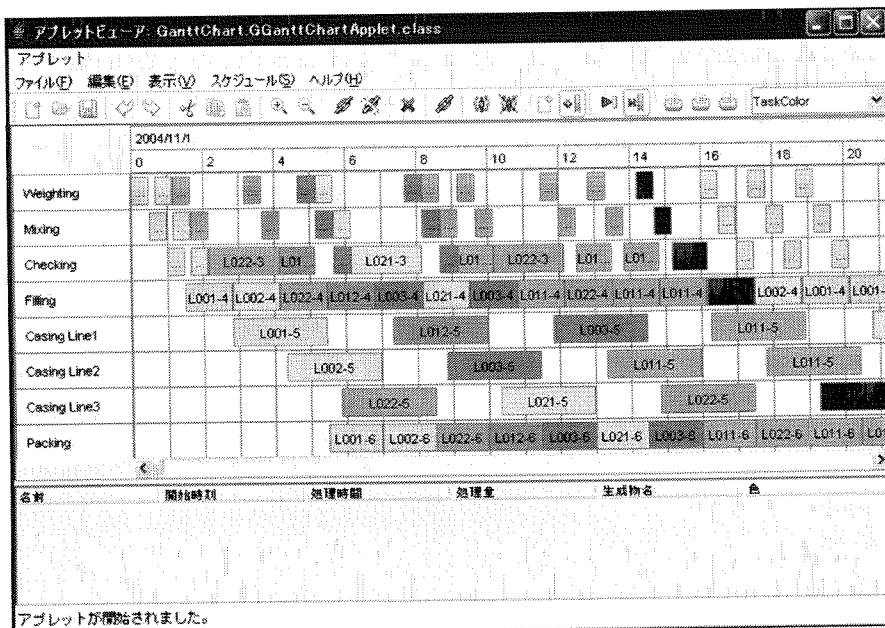 アプレットビューア: GanttChart.GGanttChartApplet.class
アプレット
ファイル(F) 編集(E) 表示(V) スケジュール(S) ヘルプ(H)
TaskColor
2004/11/1
0 2 4 6 8 10 12 14 16 18 20
Weighting
Mixing
Checking L022-3 L01... L021-3 L01... L022-3 L01... L01...
Filling L001-4 L002-4 L022-4 L012-4 L003-4 L021-4 L003-4 L011-4 L022-4 L011-4 L011-4 L002-4 L001-4 L001-
Casing Line1 L001-5 L012-5 L003-5 L011-5
Casing Line2 L002-5 L003-5 L011-5 L011-5
Casing Line3 L022-5 L021-5 L022-5
Packing L001-6 L002-6 L022-6 L012-6 L003-6 L021-6 L003-6 L011-6 L022-6 L011-6 L0
名前 開始時刻 処理時間 処理量 生成物名 色
アプレットが開始されました。